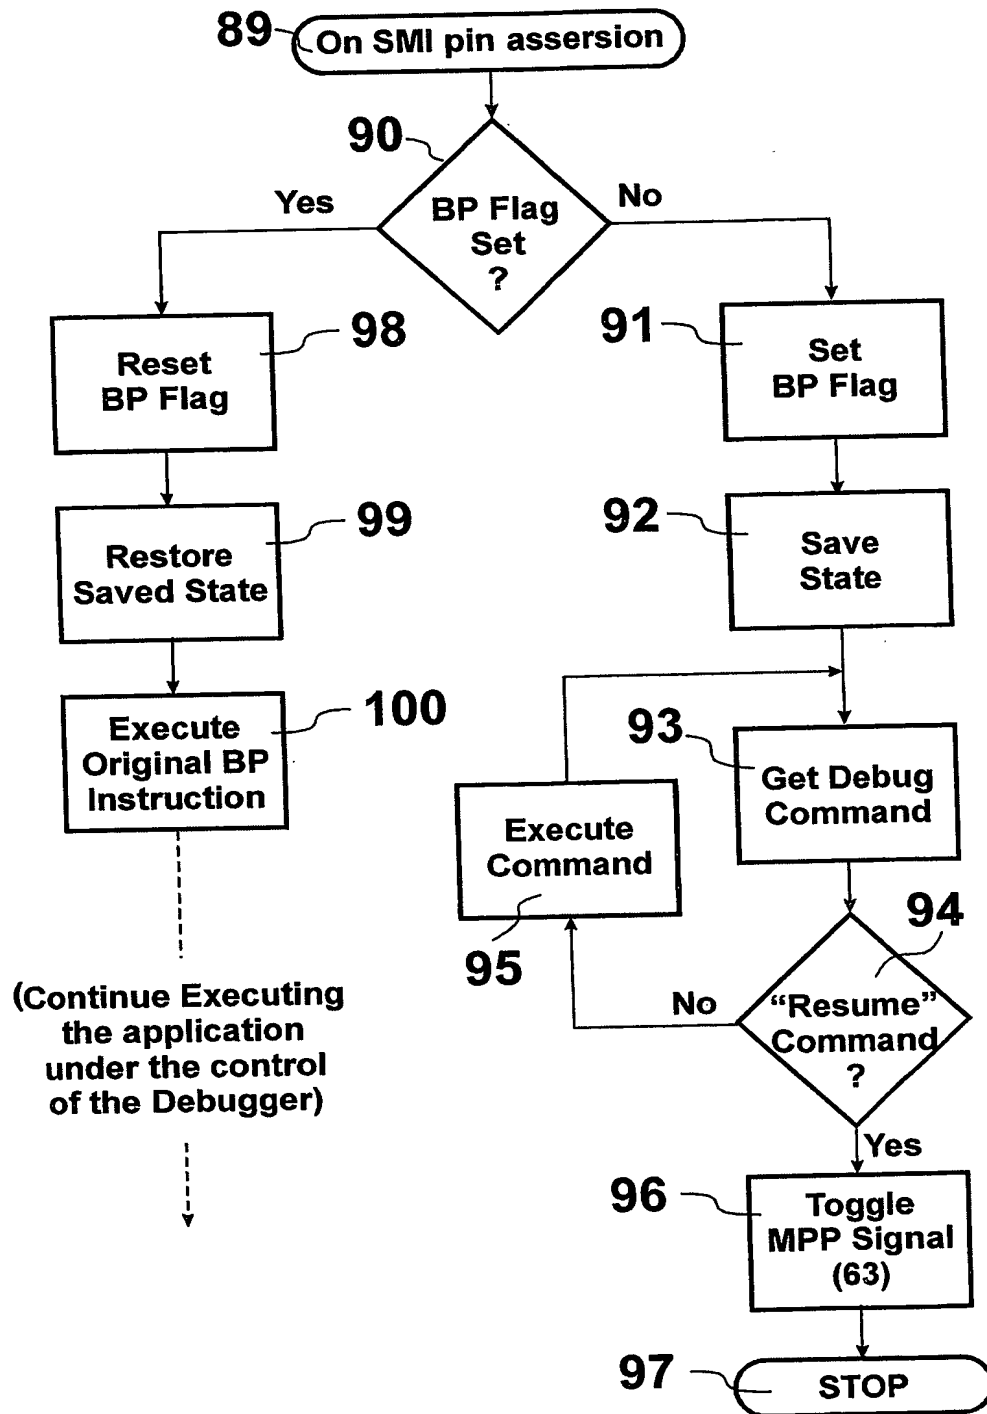 89
On SMI pin assersion
90
Yes
No
BP Flag
Set
?
98
Reset
BP Flag
91
Set
BP Flag
99
Restore
Saved State
92
Save
State
100
Execute
Original BP
Instruction
93
Get Debug
Command
Execute
Command
95
94
No
“Resume”
Command
?
(Continue Executing
the application
under the control
of the Debugger)
Yes
96
Toggle
MPP Signal
(63)
97
STOP